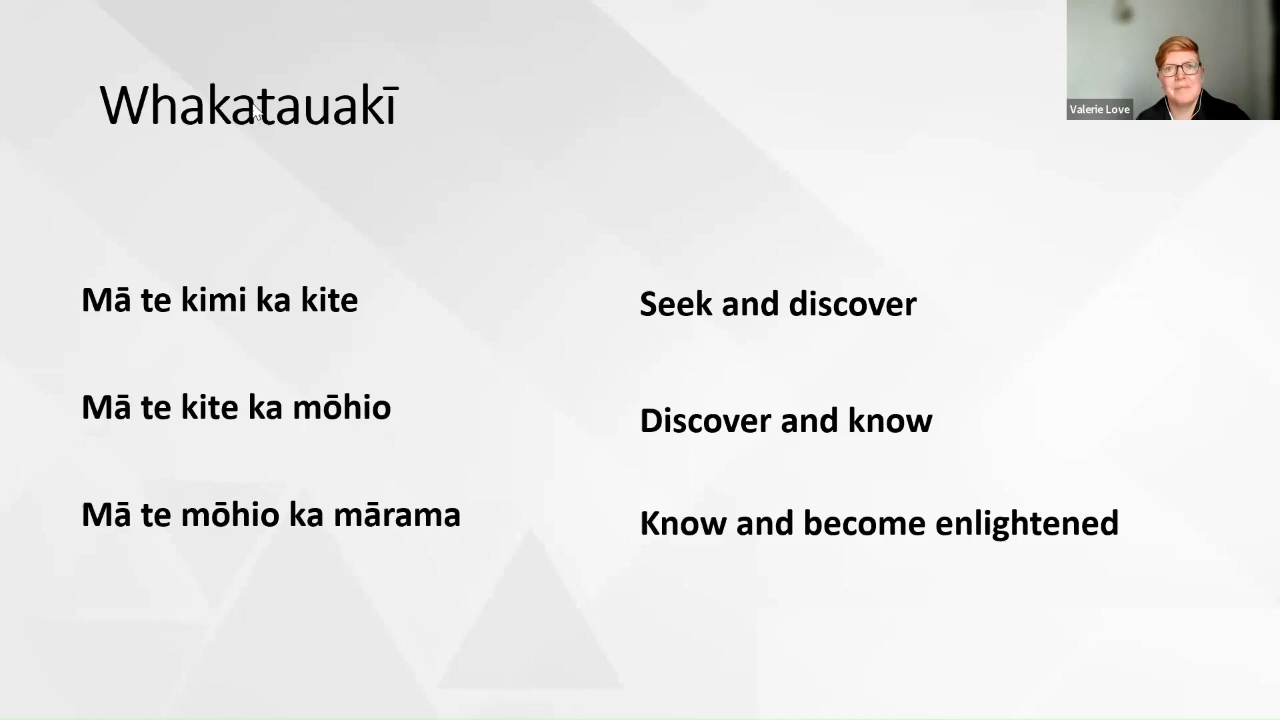 Whakatauakī
Valerie Love
Mā te kimi ka kite
Seek and discover
Mā te kite ka mōhio
Discover and know
Mā te mōhio ka mārama
Know and become enlightened